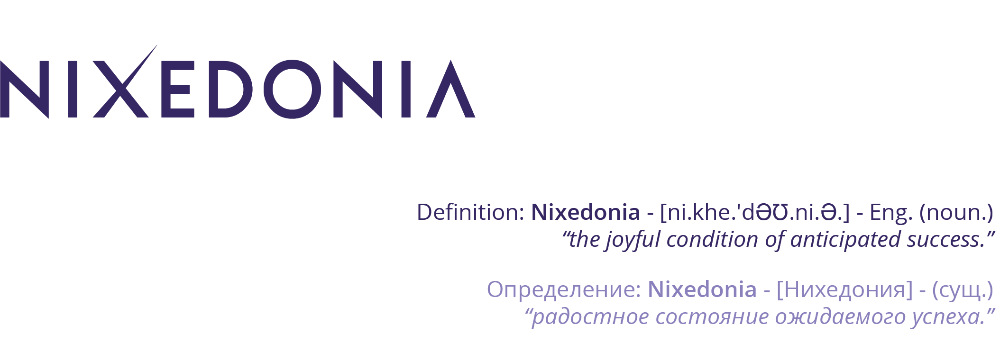 NIXEDONIA
Definition: Nixedonia - [ni.khe.'dƏƱ.ni.Ə.] - Eng. (noun.)
“the joyful condition of anticipated success.”
Определение: Nixedonia - [Нихедония] - (сущ.)
“радостное состояние ожидаемого успеха.”